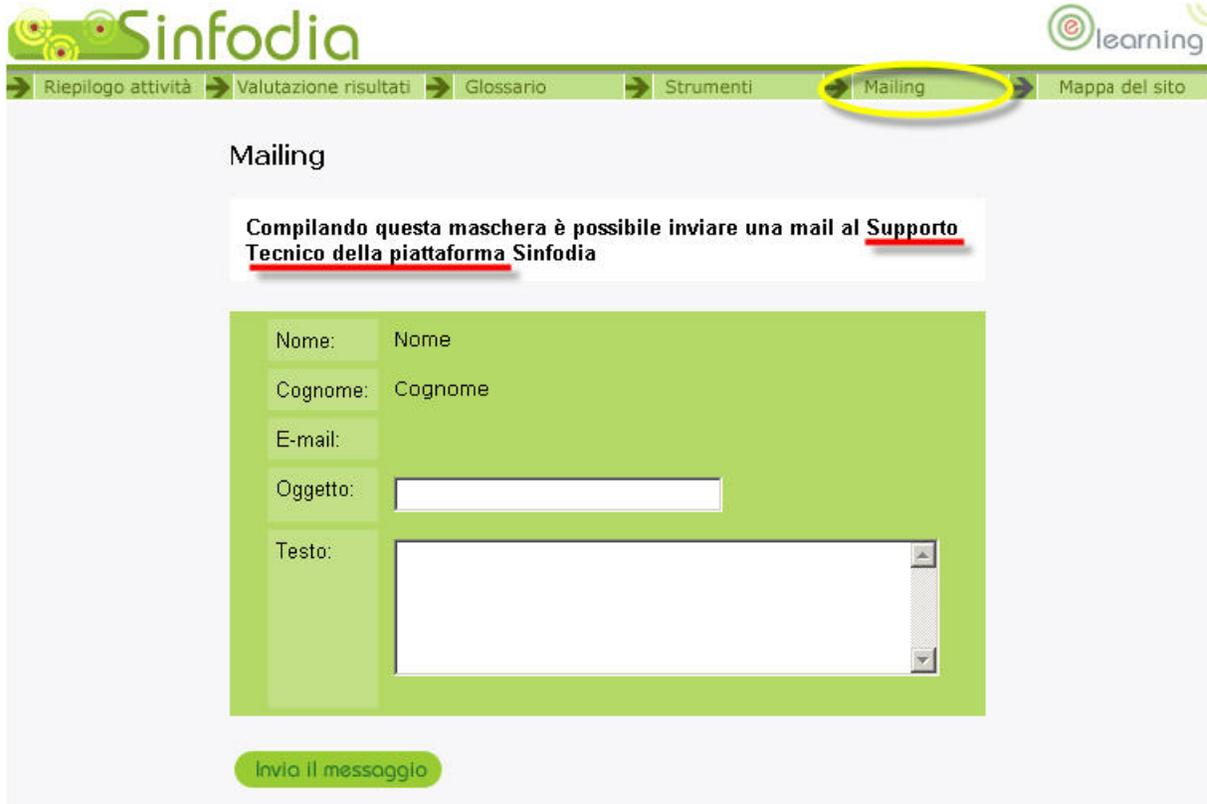 Sinfodia
e learning
Riepilogo attività Valutazione risultati Glossario Strumenti Mailing Mappa del sito
Mailing
Compilando questa maschera è possibile inviare una mail al Supporto
Tecnico della piattaforma Sinfodia
Nome: Nome
Cognome: Cognome
E-mail:
Oggetto:
Testo:
Invia il messaggio